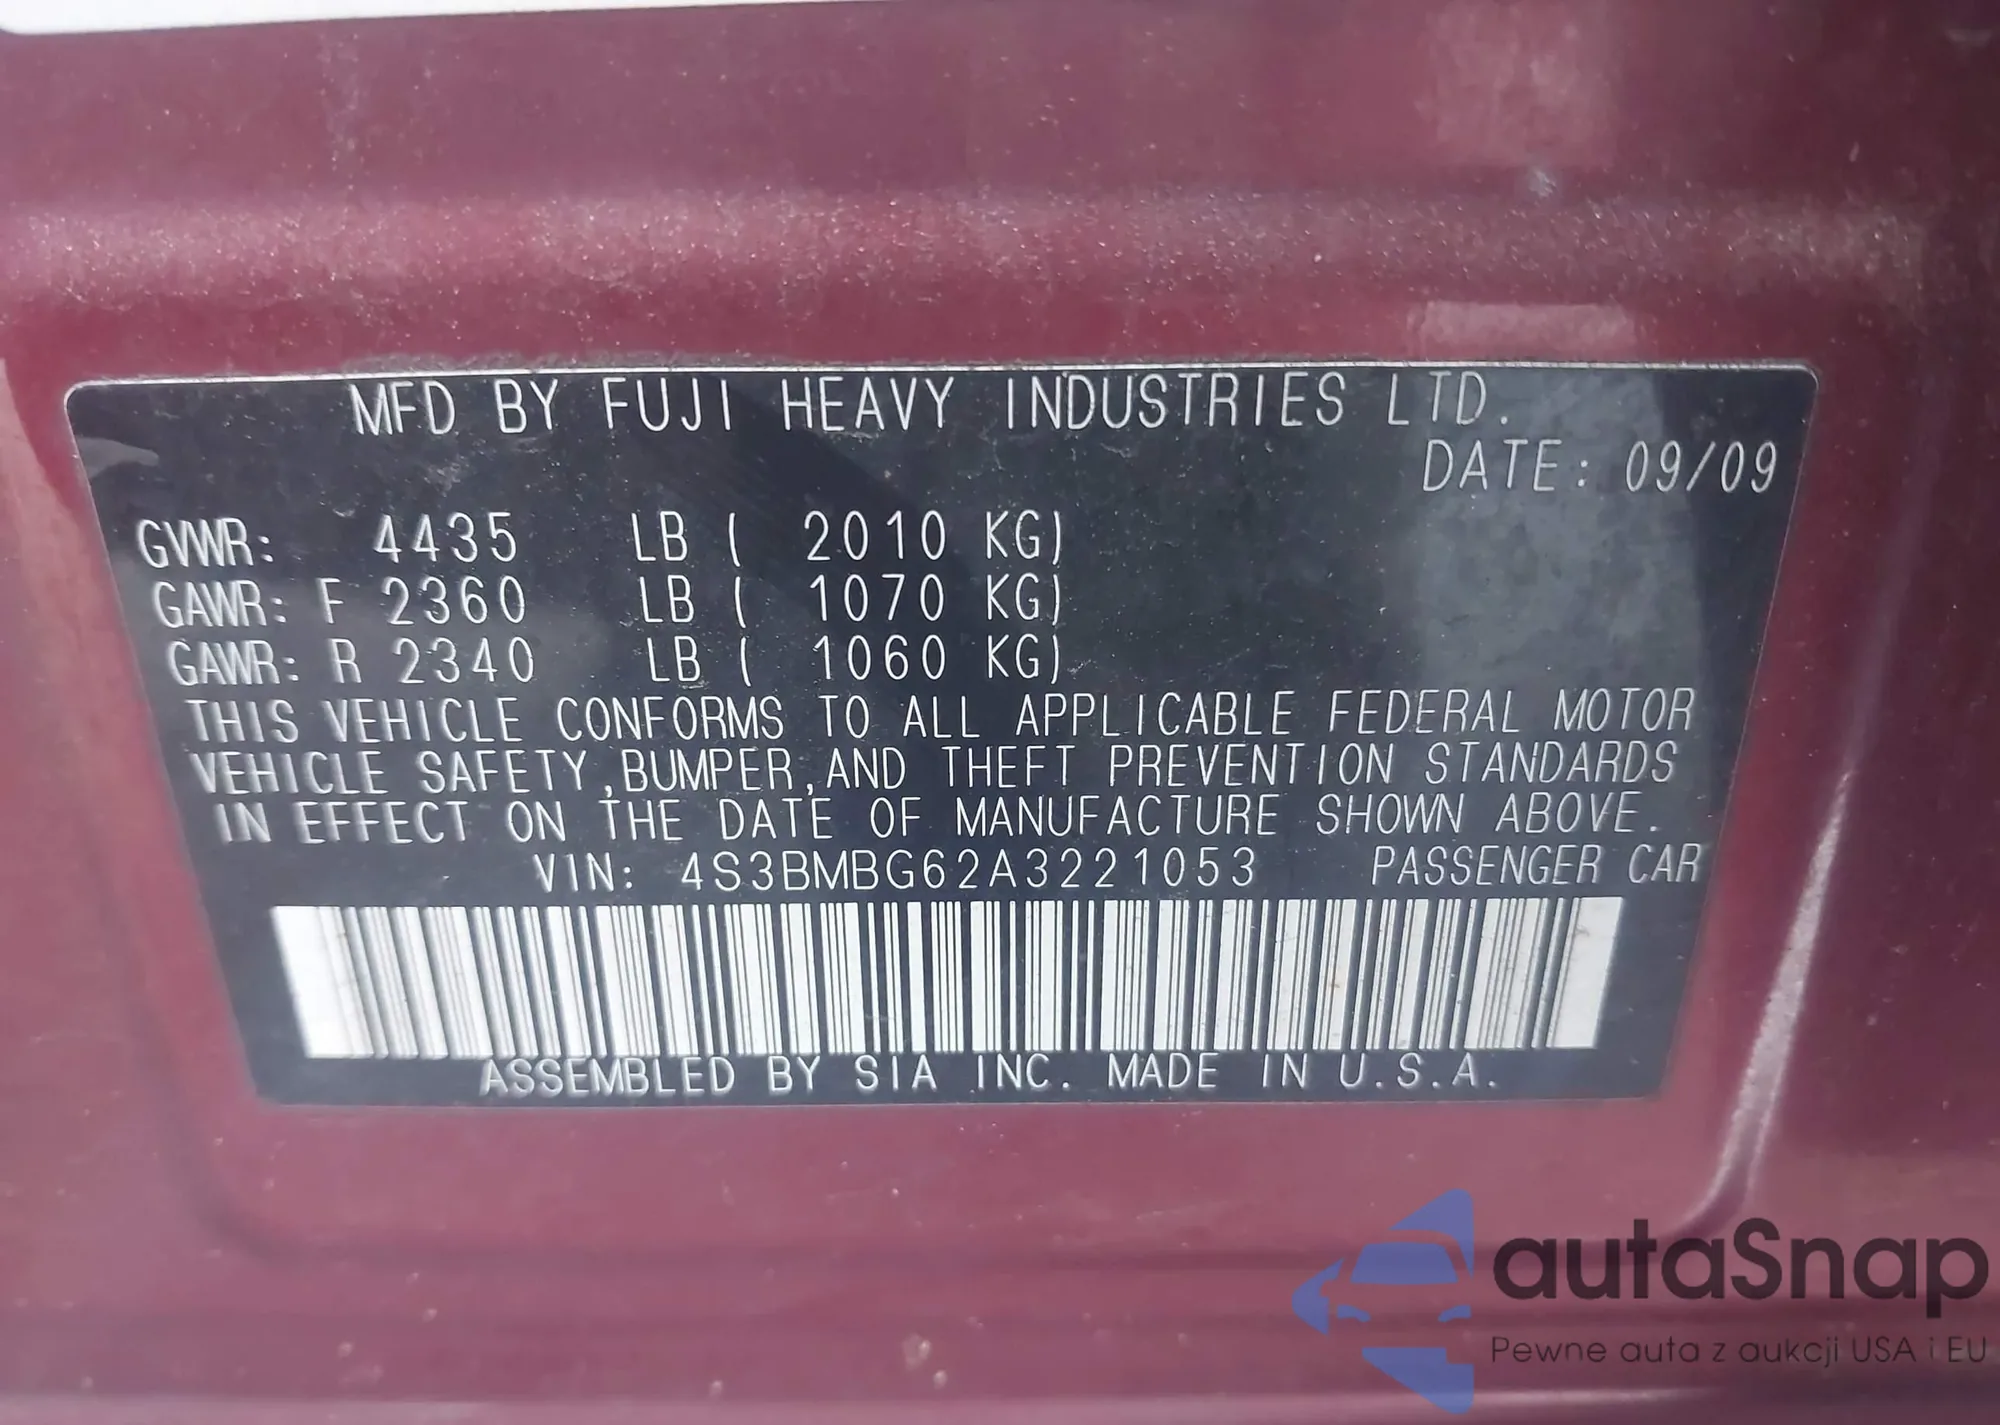 MFD BY FUJI HEAVY INDUSTRIES LTD.
DATE: 09/09
GVWR: 4435 LB ( 2010 KG)
GAWR: F 2360 LB ( 1070 KG)
GAWR: R 2340 LB ( 1060 KG)
THIS VEHICLE CONFORMS TO ALL APPLICABLE FEDERAL MOTOR
VEHICLE SAFETY,BUMPER,AND THEFT PREVENTION STANDARDS
IN EFFECT ON THE DATE OF MANUFACTURE SHOWN ABOVE.
VIN: 4S3BMBG62A3221053 PASSENGER CAR
ASSEMBLED BY SIA INC. MADE IN U.S.A.
autaSnap
Pewne auta z aukcji USA i EU